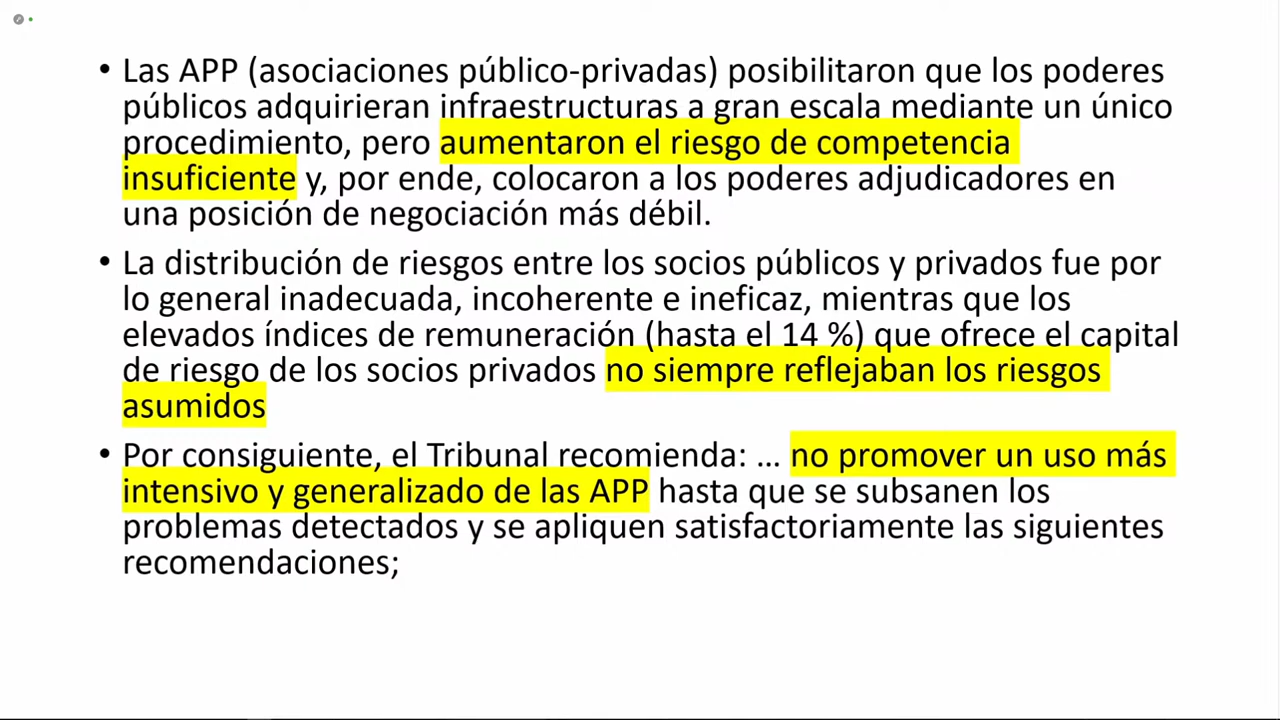 • Las APP (asociaciones público-privadas) posibilitaron que los poderes
públicos adquirieran infraestructuras a gran escala mediante un único
procedimiento, pero aumentaron el riesgo de competencia
insuficiente y, por ende, colocaron a los poderes adjudicadores en
una posición de negociación más débil.
• La distribución de riesgos entre los socios públicos y privados fue por
lo general inadecuada, incoherente e ineficaz, mientras que los
elevados índices de remuneración (hasta el 14 %) que ofrece el capital
de riesgo de los socios privados no siempre reflejaban los riesgos
asumidos
• Por consiguiente, el Tribunal recomienda: … no promover un uso más
intensivo y generalizado de las APP hasta que se subsanen los
problemas detectados y se apliquen satisfactoriamente las siguientes
recomendaciones;